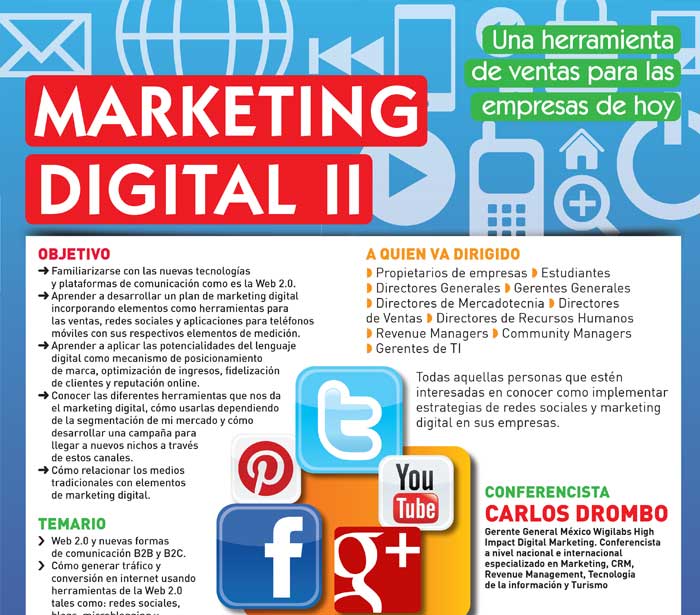 Una herramienta
de ventas para las
empresas de hoy
MARKETING
DIGITAL II
OBJETIVO
➔ Familiarizarse con las nuevas tecnologías
y plataformas de comunicación como es la Web 2.0.
➔ Aprender a desarrollar un plan de marketing digital
incorporando elementos como herramientas para
las ventas, redes sociales y aplicaciones para teléfonos
móviles con sus respectivos elementos de medición.
➔ Aprender a aplicar las potencialidades del lenguaje
digital como mecanismo de posicionamiento
de marca, optimización de ingresos, fidelización
de clientes y reputación online.
➔ Conocer las diferentes herramientas que nos da
el marketing digital, cómo usarlas dependiendo
de la segmentación de mi mercado y cómo
desarrollar una campaña para
llegar a nuevos nichos a través
de estos canales.
➔ Cómo relacionar los medios
tradicionales con elementos
de marketing digital.
TEMARIO
Web 2.0 y nuevas formas
de comunicación B2B y B2C.
Cómo generar tráfico y
conversión en internet usando
herramientas de la Web 2.0
tales como: redes sociales,
A QUIEN VA DIRIGIDO
Propietarios de empresas Estudiantes
Directores Generales Gerentes Generales
Directores de Mercadotecnia Directores
de Ventas Directores de Recursos Humanos
Revenue Managers Community Managers
Gerentes de TI
Todas aquellas personas que estén
interesadas en conocer como implementar
estrategias de redes sociales y marketing
digital en sus empresas.
t
P
You
Tube
f
g+
CONFERENCISTA
CARLOS DROMBO
Gerente General México Wigilabs High
Impact Digital Marketing. Conferencista
a nivel nacional e internacional
especializado en Marketing, CRM,
Revenue Management, Tecnología
de la información y Turismo